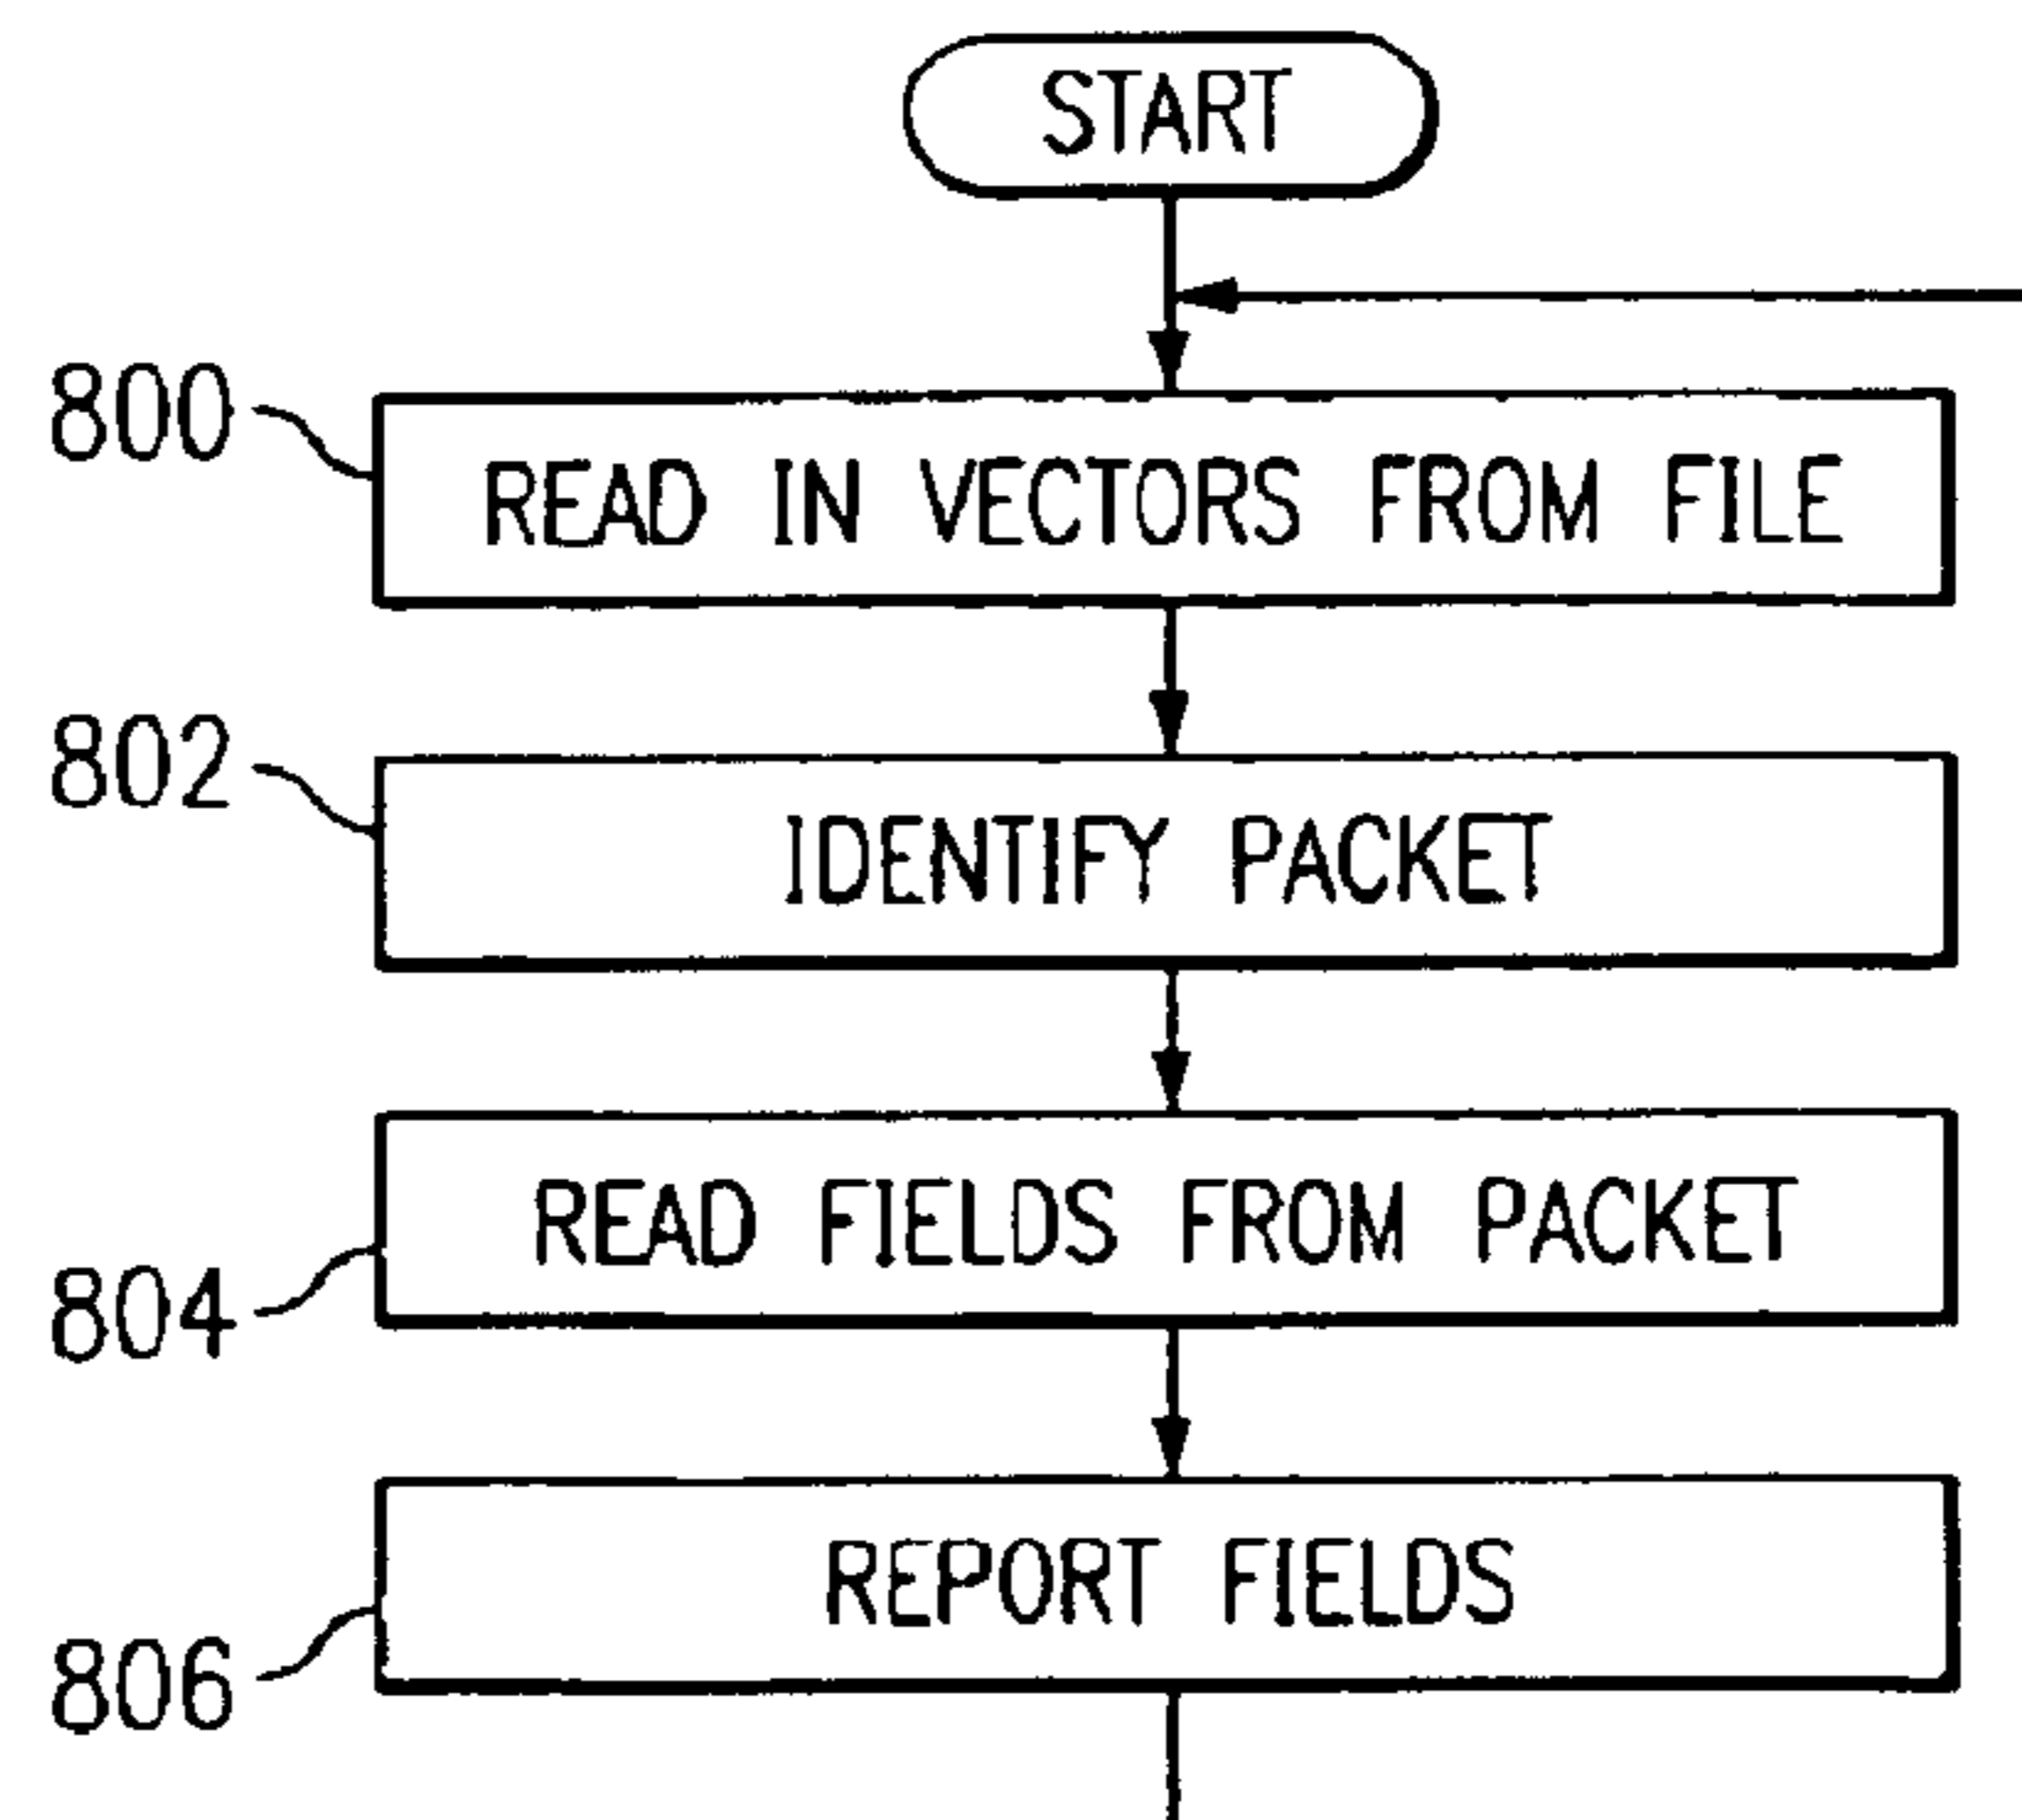 START
800
READ IN VECTORS FROM FILE
802
IDENTIFY PACKET
READ FIELDS FROM PACKET
804
REPORT FIELDS
806